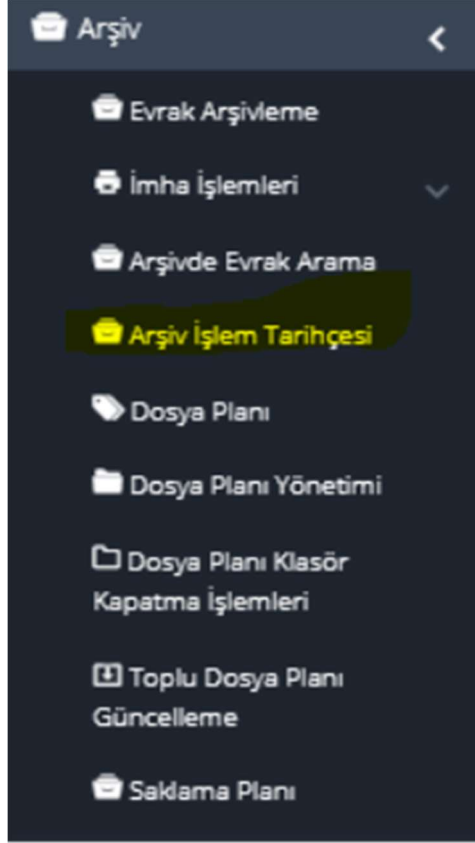 Arşiv
Evrak Arşivleme
İmha İşlemleri
Arşivde Evrak Arama
Arşiv İşlem Tarihçesi
Dosya Planı
Dosya Planı Yönetimi
Dosya Planı Klasör
Kapatma İşlemleri
Toplu Dosya Planı
Güncelleme
Saklama Planı